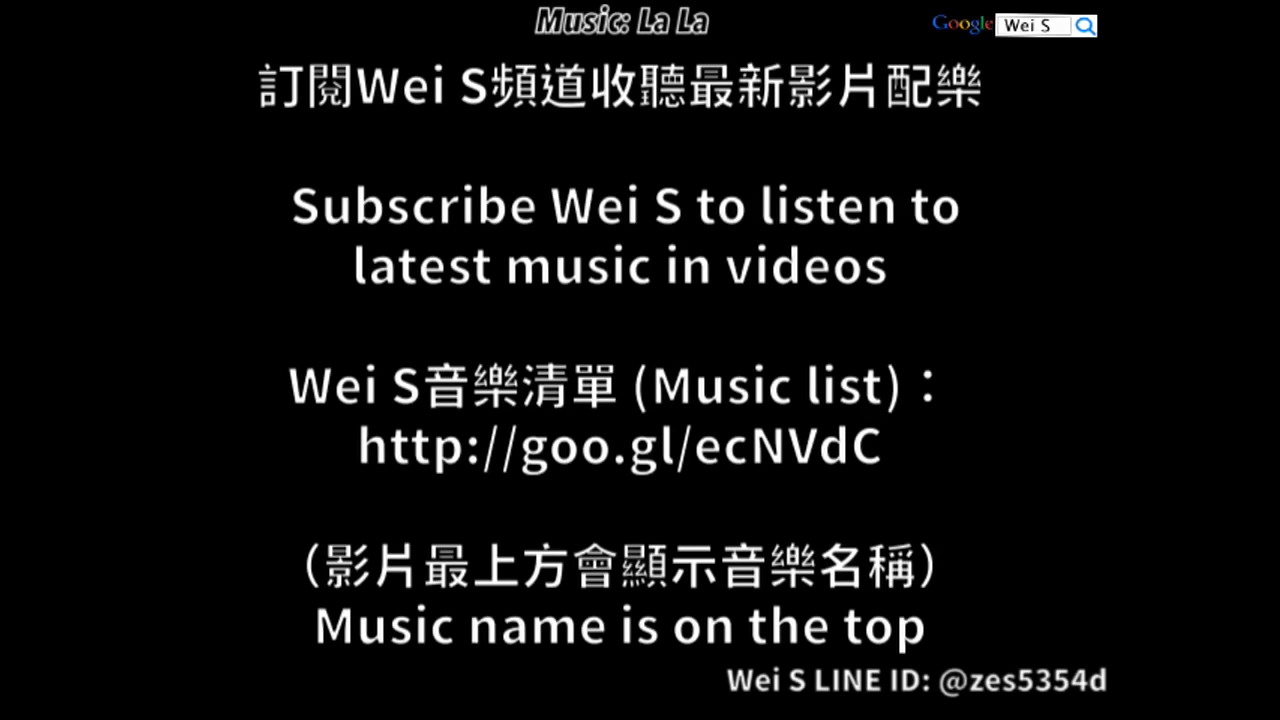 Music: La La
Google Wei S
訂閱Wei S頻道收聽最新影片配樂
Subscribe Wei S to listen to
latest music in videos
Wei S音樂清單 (Music list)：
http://goo.gl/ecNVdC
（影片最上方會顯示音樂名稱）
Music name is on the top
Wei S LINE ID: @zes5354d